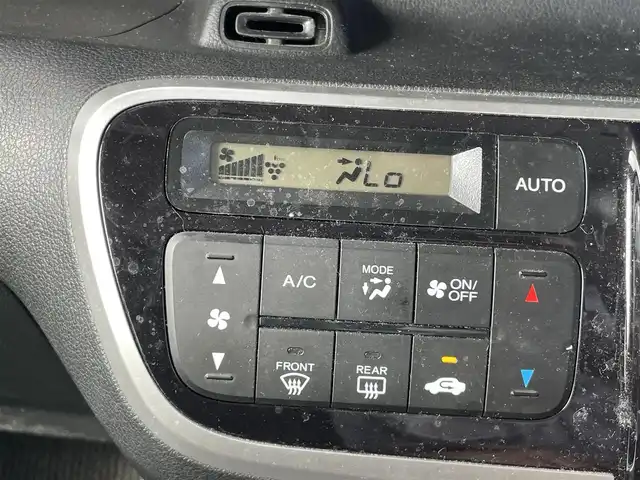 Lo
AUTO
A/C
MODE
ON/
OFF
FRONT
REAR